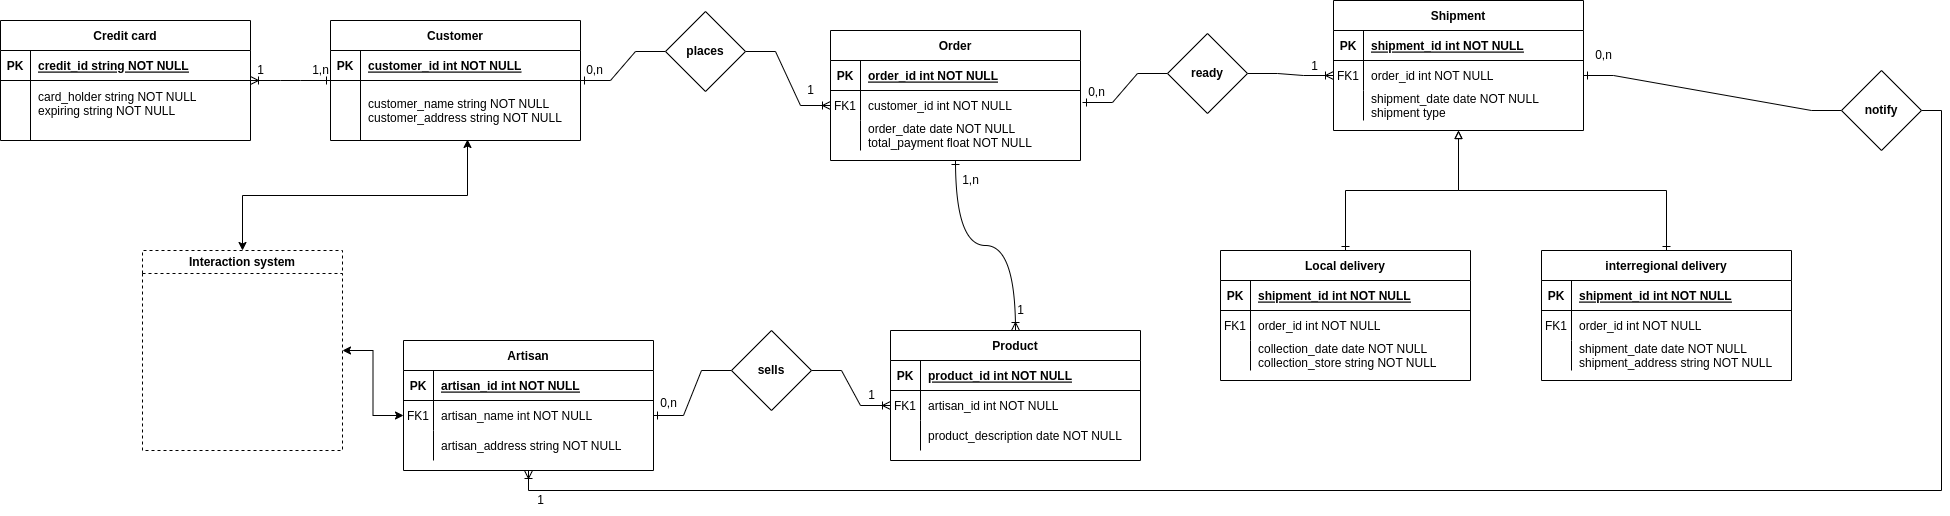 Credit card
PK credit_id string NOT NULL
card_holder string NOT NULL
expiring string NOT NULL
1
1,n
Customer
PK customer_id int NOT NULL
customer_name string NOT NULL
customer_address string NOT NULL
0,n
places
1
Order
PK order_id int NOT NULL
FK1 customer_id int NOT NULL
order_date date NOT NULL
total_payment float NOT NULL
0,n
ready
1
Shipment
PK shipment_id int NOT NULL
FK1 order_id int NOT NULL
shipment_date date NOT NULL
shipment type
0,n
notify
1,n
1
Interaction system
Local delivery
PK shipment_id int NOT NULL
FK1 order_id int NOT NULL
collection_date date NOT NULL
collection_store string NOT NULL
interregional delivery
PK shipment_id int NOT NULL
FK1 order_id int NOT NULL
shipment_date date NOT NULL
shipment_address string NOT NULL
Artisan
PK artisan_id int NOT NULL
FK1 artisan_name int NOT NULL
artisan_address string NOT NULL
0,n
sells
1
Product
PK product_id int NOT NULL
FK1 artisan_id int NOT NULL
product_description date NOT NULL
1